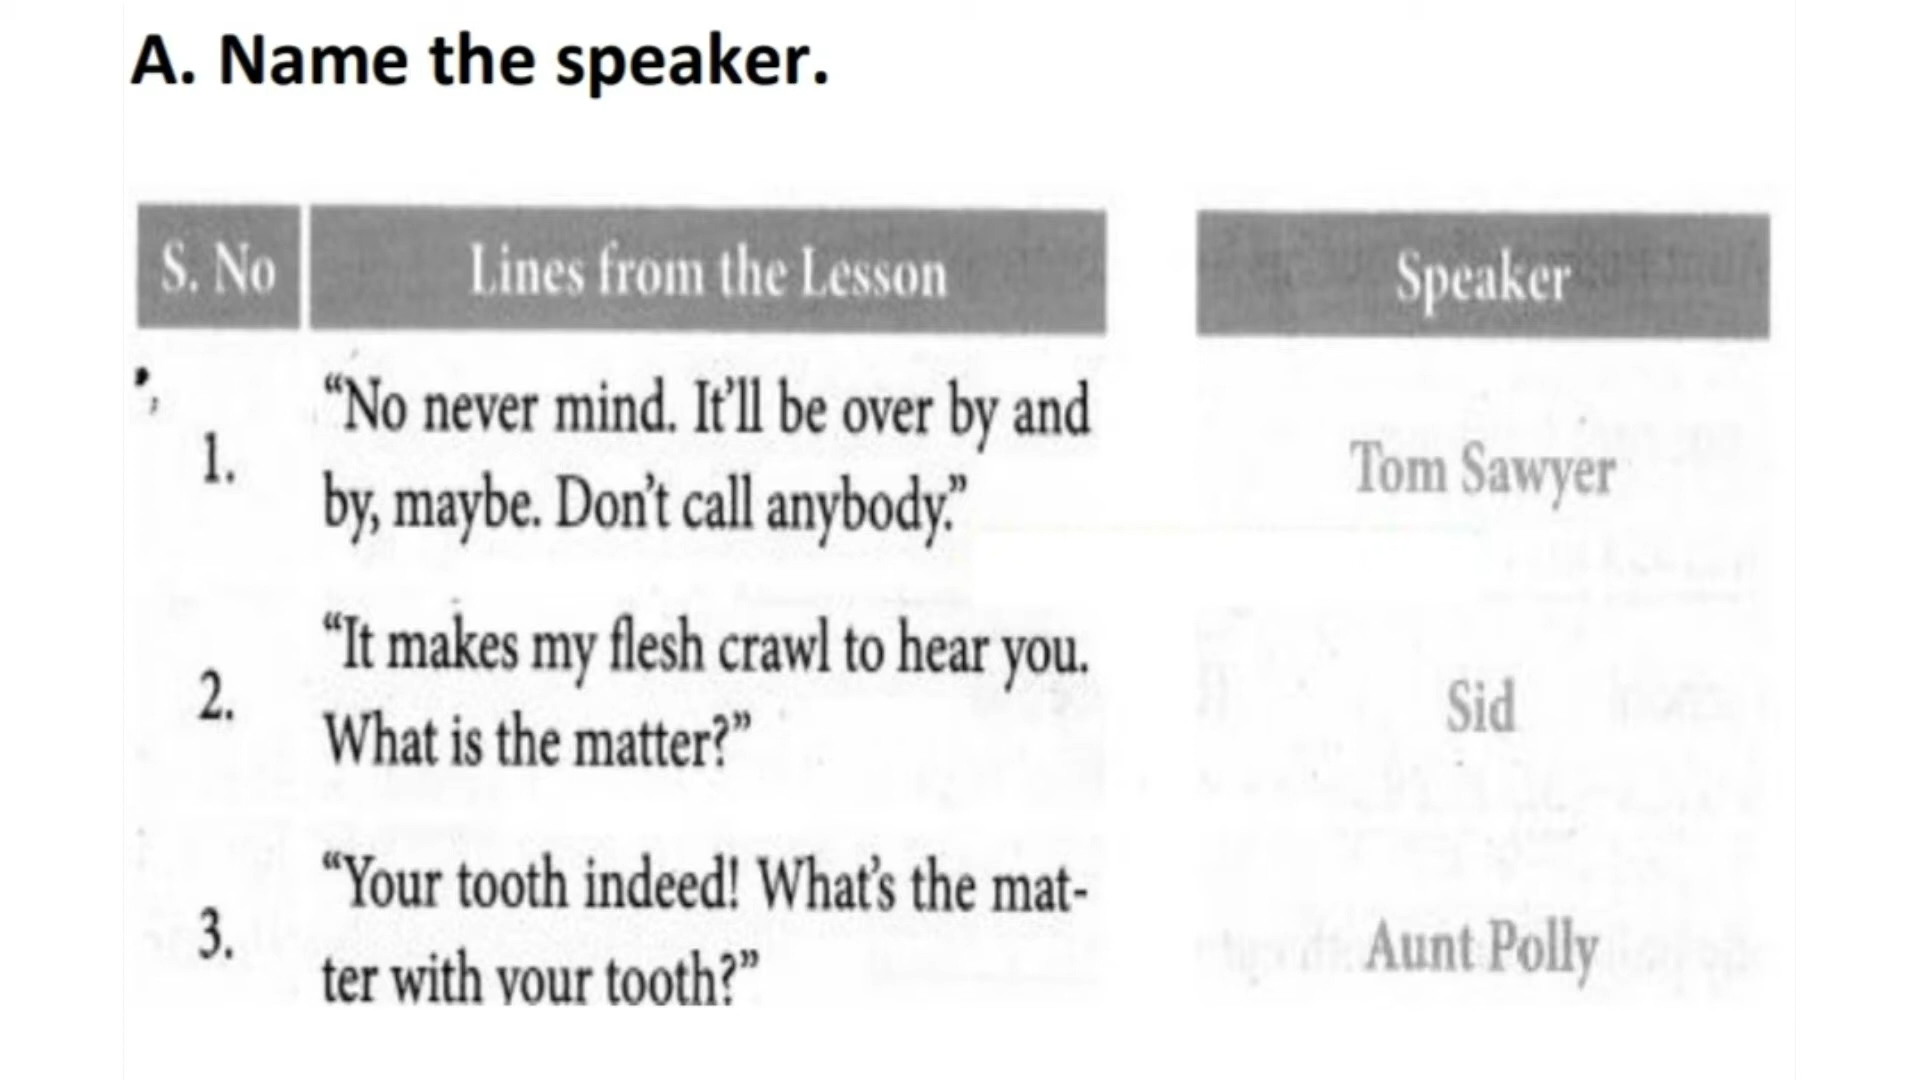 A. Name the speaker.
S. No
Lines from the Lesson
Speaker
1.
“No never mind. It’ll be over by and
by, maybe. Don’t call anybody.”
Tom Sawyer
2.
“It makes my flesh crawl to hear you.
What is the matter?”
Sid
3.
“Your tooth indeed! What’s the mat-
ter with your tooth?”
Aunt Polly